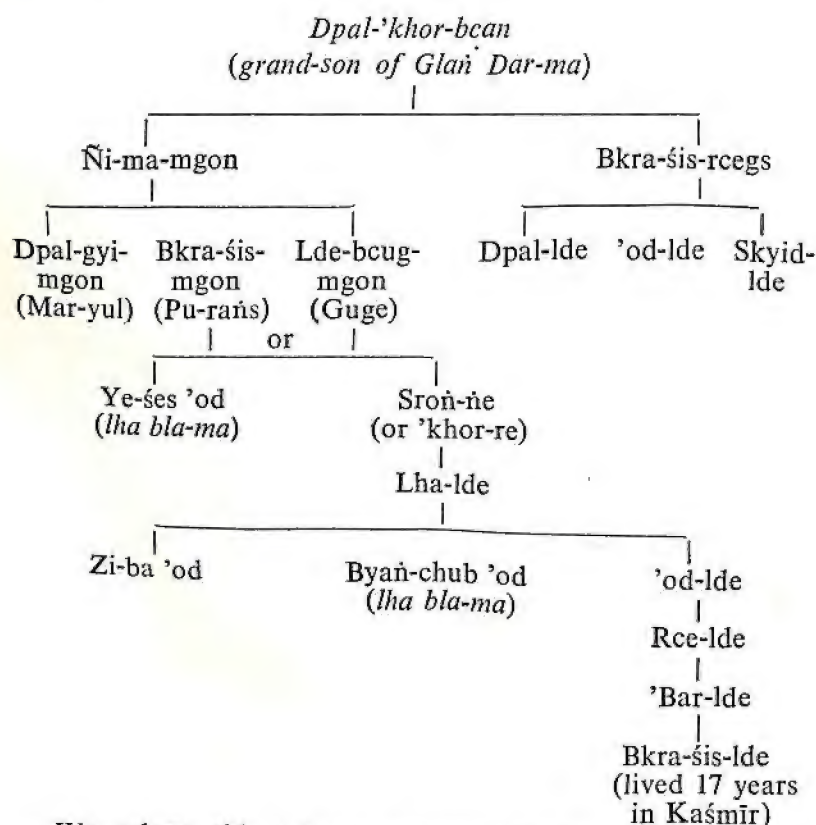 Dpal-’khor-bcan
(grand-son of Glaṅ Dar-ma)
Ñi-ma-mgon Bkra-śis-rcegs
Dpal-gyi- Bkra-śis- Lde-bcug- Dpal-lde ’od-lde Skyid-
mgon mgon mgon lde
(Mar-yul) (Pu-raṅs) (Guge)
or
Ye-śes ’od Sroṅ-ṅe
(lha bla-ma) (or ’khor-re)
Lha-lde
Zi-ba ’od Byaṅ-chub ’od ’od-lde
(lha bla-ma)
Rce-lde
’Bar-lde
Bkra-śis-lde
(lived 17 years
in Kaśmīr)